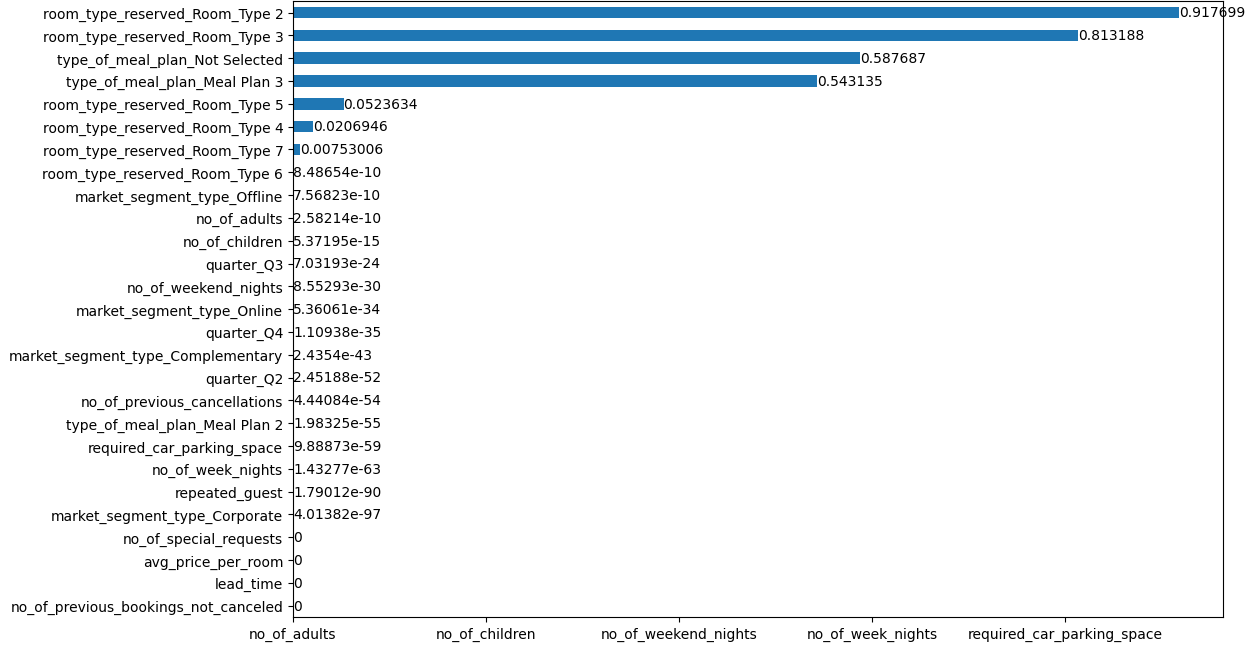 room_type_reserved_Room_Type 2 0.917699
room_type_reserved_Room_Type 3 0.813188
type_of_meal_plan_Not Selected 0.587687
type_of_meal_plan_Meal Plan 3 0.543135
room_type_reserved_Room_Type 5 0.0523634
room_type_reserved_Room_Type 4 0.0206946
room_type_reserved_Room_Type 7 0.00753006
room_type_reserved_Room_Type 6 8.48654e-10
market_segment_type_Offline 7.56823e-10
no_of_adults 2.58214e-10
no_of_children 5.37195e-15
quarter_Q3 7.03193e-24
no_of_weekend_nights 8.55293e-30
market_segment_type_Online 5.36061e-34
quarter_Q4 1.10938e-35
market_segment_type_Complementary 2.4354e-43
quarter_Q2 2.45188e-52
no_of_previous_cancellations 4.44084e-54
type_of_meal_plan_Meal Plan 2 1.98325e-55
required_car_parking_space 9.88873e-59
no_of_week_nights 1.43277e-63
repeated_guest 1.79012e-90
market_segment_type_Corporate 4.01382e-97
no_of_special_requests 0
avg_price_per_room 0
lead_time 0
no_of_previous_bookings_not_canceled 0
no_of_adults no_of_children no_of_weekend_nights no_of_week_nights required_car_parking_space